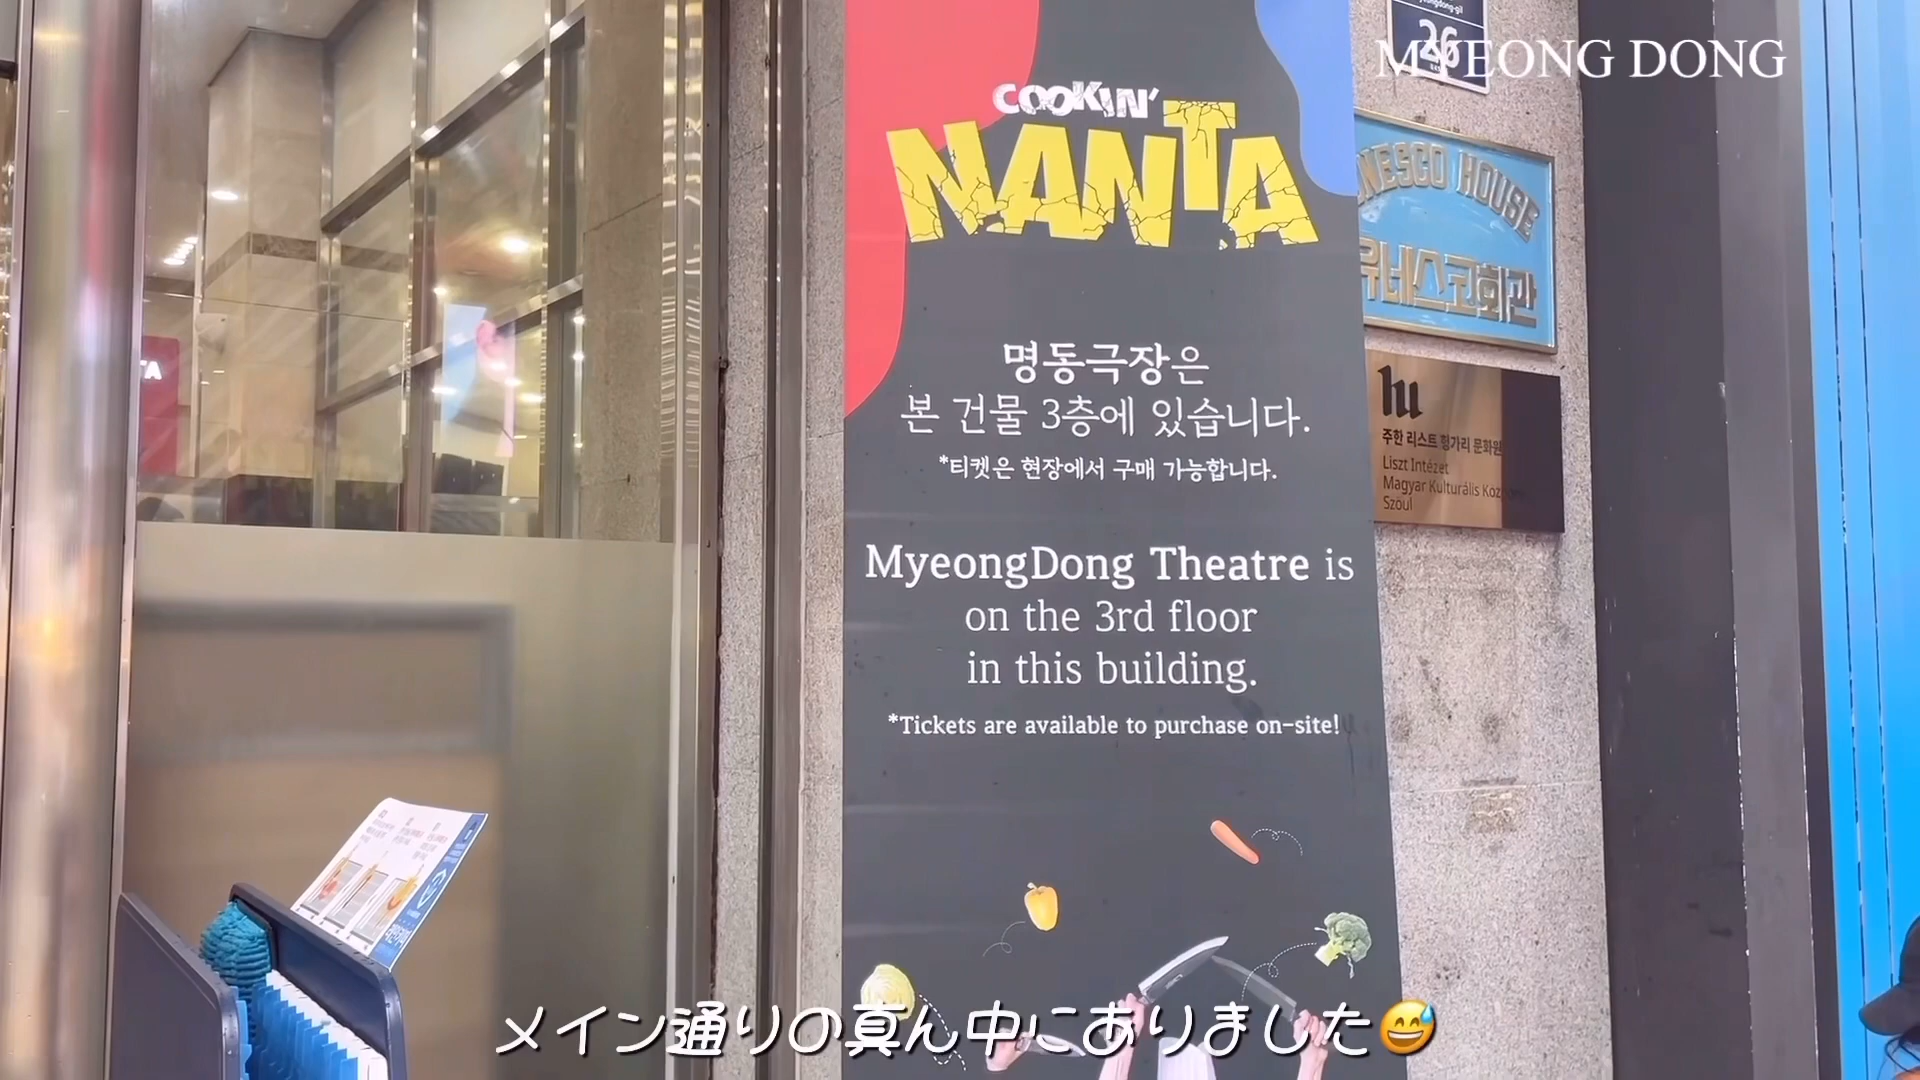 MYEONG DONG
26
COOKIN'
NANTA
명동극장은
본 건물 3층에 있습니다.
*티켓은 현장에서 구매 가능합니다.
MyeongDong Theatre is
on the 3rd floor
in this building.
*Tickets are available to purchase on-site!
UNESCO HOUSE
유네스코회관
주한 리스트 헝가리 문화원
Liszt Intézet
Magyar Kulturális
Szöul
TA
メイン通りの真ん中にありました😅